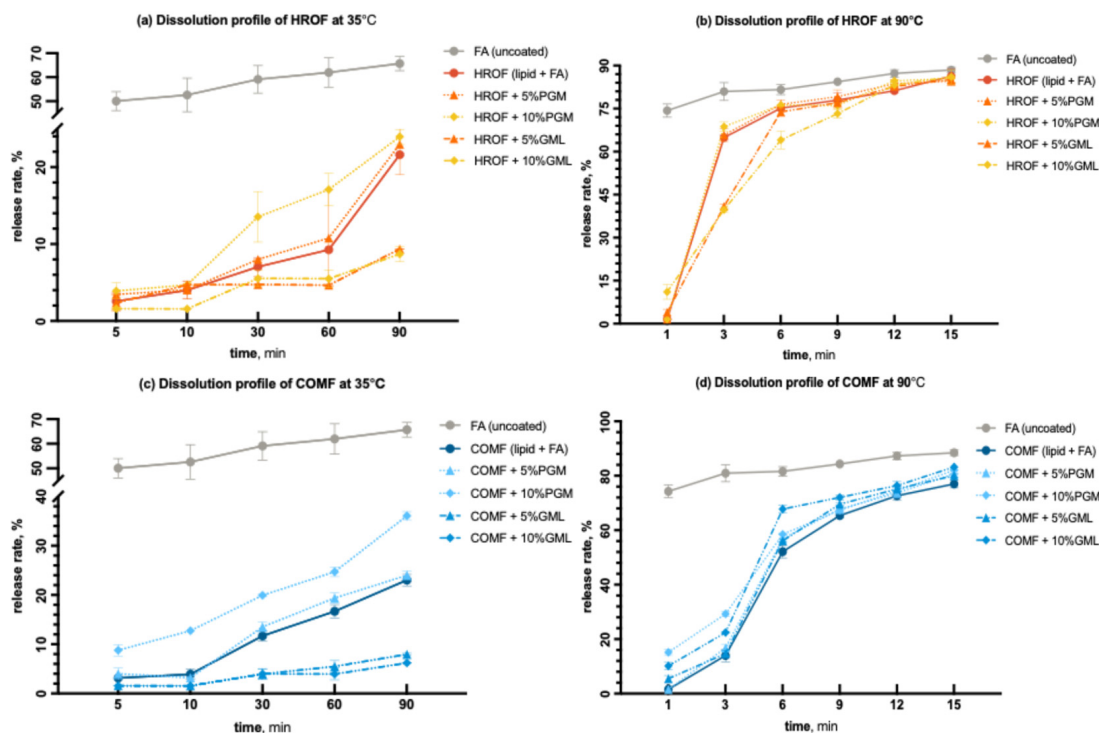 (a) Dissolution profile of HROF at 35°C
70
60
50
20
10
0
release rate, %
5 10 30 60 90
time, min
FA (uncoated)
HROF (lipid + FA)
HROF + 5%PGM
HROF + 10%PGM
HROF + 5%GML
HROF + 10%GML
(b) Dissolution profile of HROF at 90°C
90
75
60
45
30
15
0
release rate, %
1 3 6 9 12 15
time, min
FA (uncoated)
HROF (lipid + FA)
HROF + 5%PGM
HROF + 10%PGM
HROF + 5%GML
HROF + 10%GML
(c) Dissolution profile of COMF at 35°C
70
60
50
40
30
20
10
0
release rate, %
5 10 30 60 90
time, min
FA (uncoated)
COMF (lipid + FA)
COMF + 5%PGM
COMF + 10%PGM
COMF + 5%GML
COMF + 10%GML
(d) Dissolution profile of COMF at 90°C
100
80
60
40
20
0
release rate, %
1 3 6 9 12 15
time, min
FA (uncoated)
COMF (lipid + FA)
COMF + 5%PGM
COMF + 10%PGM
COMF + 5%GML
COMF + 10%GML